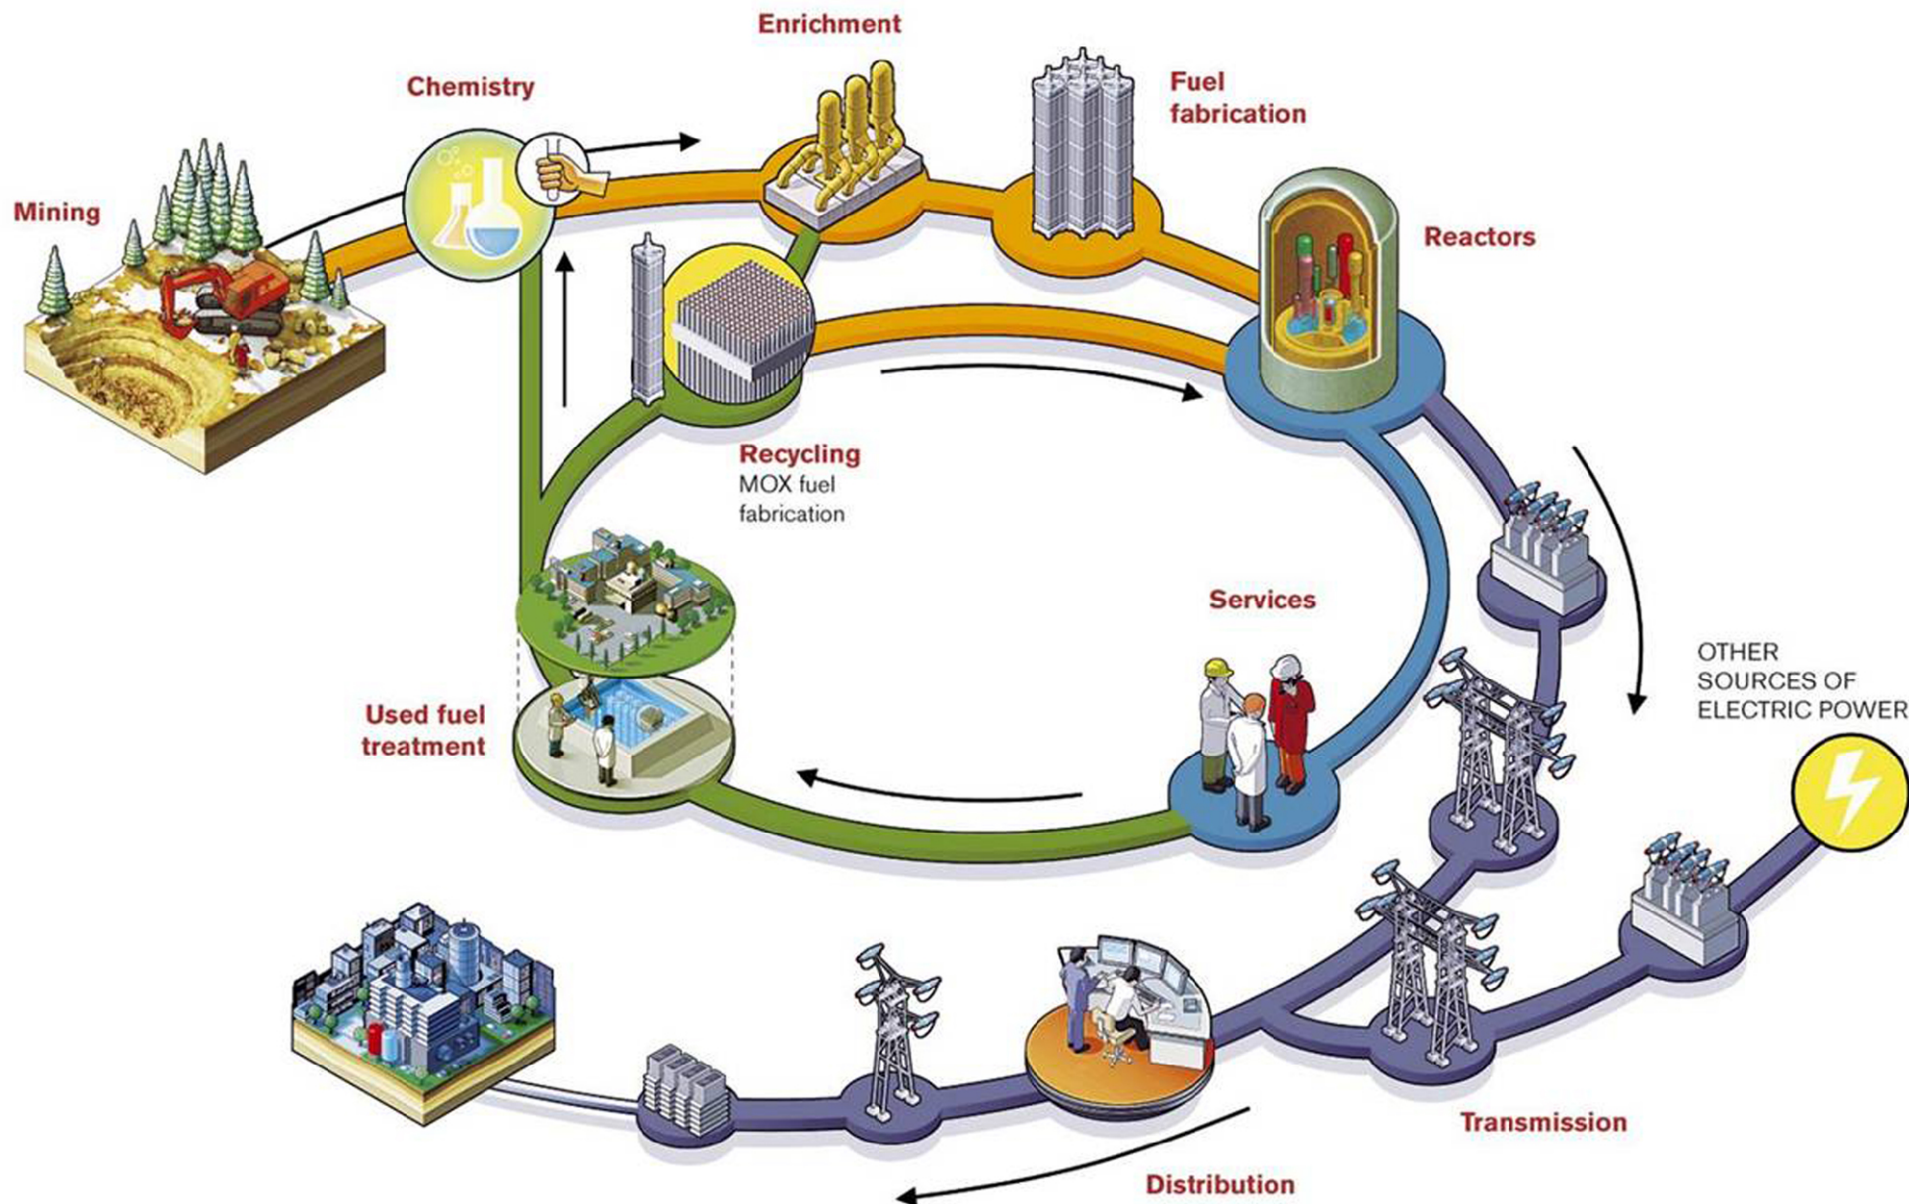 Enrichment
Chemistry
Fuel
fabrication
Mining
Reactors
Recycling
MOX fuel
fabrication
Services
OTHER
SOURCES OF
ELECTRIC POWER
Used fuel
treatment
Transmission
Distribution